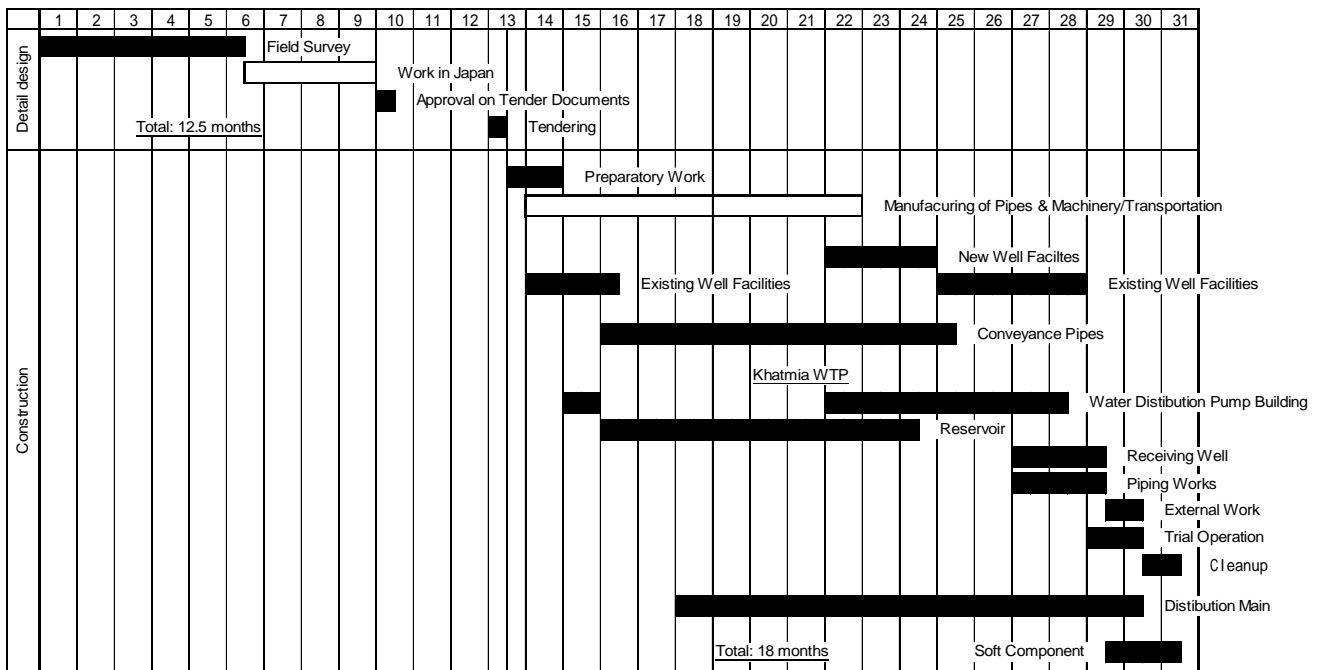 1 2 3 4 5 6 7 8 9 10 11 12 13 14 15 16 17 18 19 20 21 22 23 24 25 26 27 28 29 30 31
Detail design
Field Survey
Work in Japan
Approval on Tender Documents
Total: 12.5 months
Tendering
Construction
Preparatory Work
Manufacuring of Pipes & Machinery/Transportation
New Well Faciltes
Existing Well Facilities Existing Well Facilities
Conveyance Pipes
Khatmia WTP
Water Distibution Pump Building
Reservoir
Receiving Well
Piping Works
External Work
Trial Operation
Cleanup
Distibution Main
Total: 18 months Soft Component